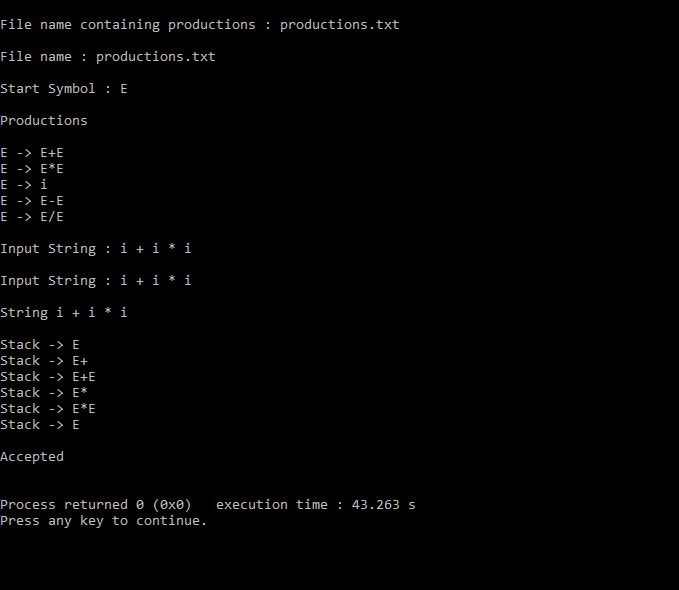 File name containing productions : productions.txt
File name : productions.txt
Start Symbol : E
Productions
E -> E+E
E -> E*E
E -> i
E -> E-E
E -> E/E
Input String : i + i * i
Input String : i + i * i
String i + i * i
Stack -> E
Stack -> E+
Stack -> E+E
Stack -> E*
Stack -> E*E
Stack -> E
Accepted
Process returned 0 (0x0)   execution time : 43.263 s
Press any key to continue.